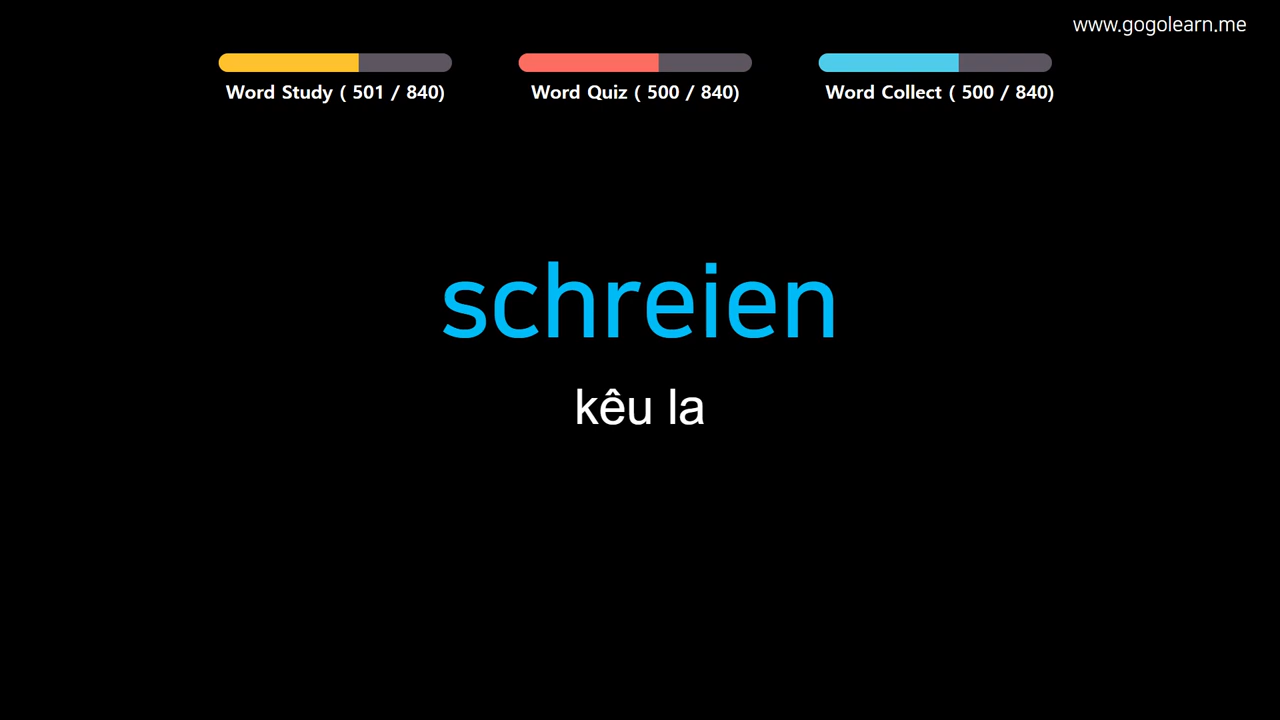 www.gogolearn.me
Word Study ( 501 / 840)
Word Quiz ( 500 / 840)
Word Collect ( 500 / 840)
schreien
kêu la